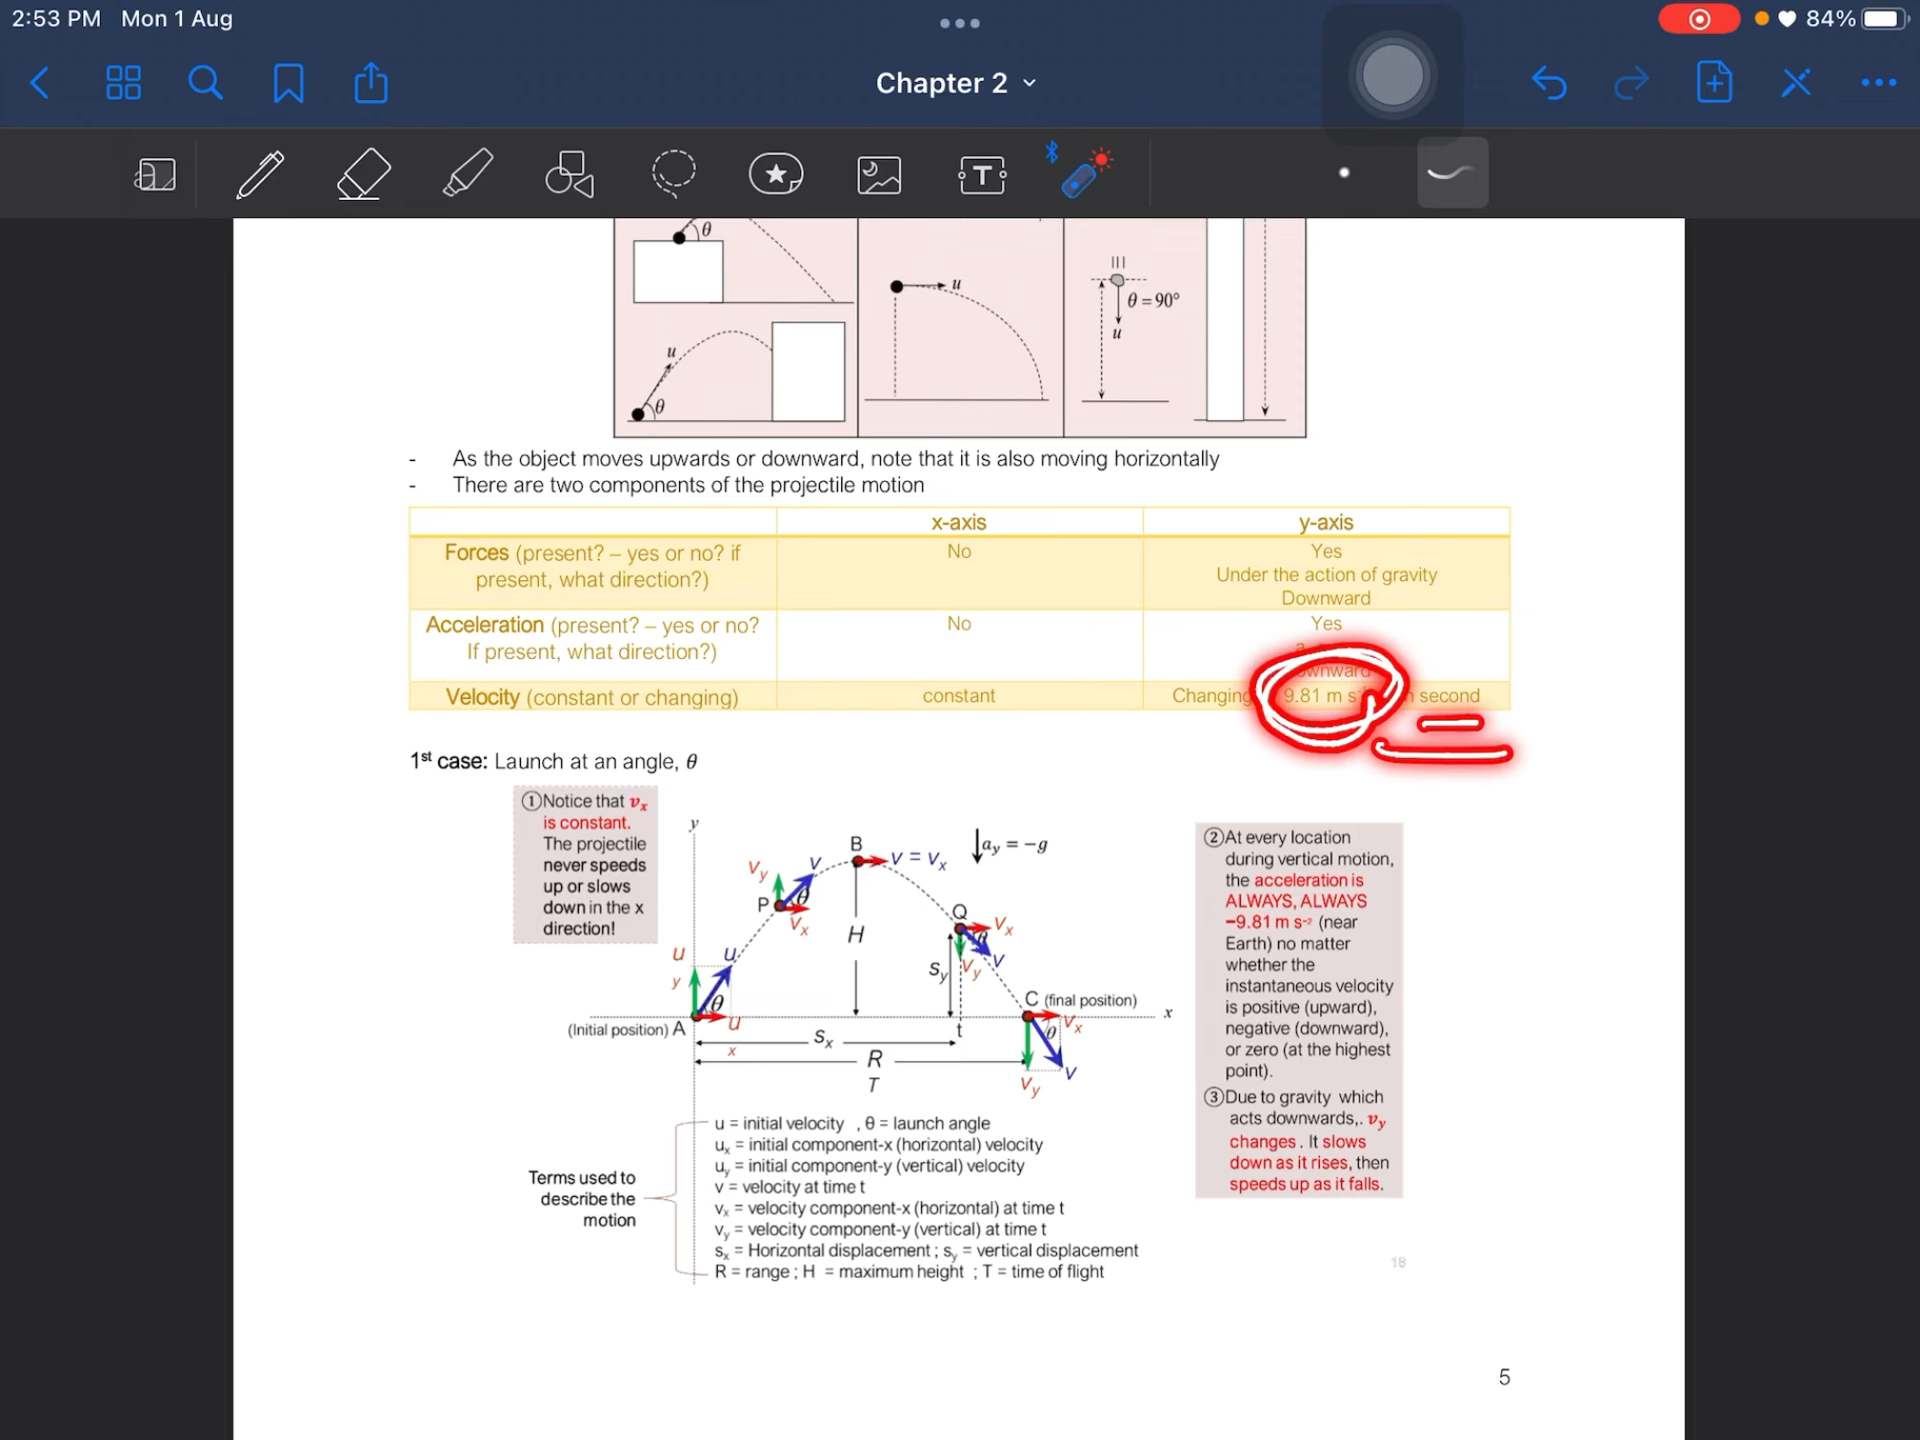 2:53 PM Mon 1 Aug
84%
Chapter 2
θ
u
θ
u
θ = 90°
u
- As the object moves upwards or downward, note that it is also moving horizontally
- There are two components of the projectile motion
x-axis y-axis
Forces (present? – yes or no? if present, what direction?) No Yes
Under the action of gravity
Downward
Acceleration (present? – yes or no? If present, what direction?) No Yes
Velocity (constant or changing) constant Changing 9.81 m s second
1st case: Launch at an angle, θ
①Notice that vx
is constant.
The projectile
never speeds
up or slows
down in the x
direction!
y
B
v = vx
ay = −g
vy
v
P
θ
vx
H
Q
vx
vy
v
sy
u
y
u
θ
u
x
(Initial position) A
C (final position)
x
vx
θ
vy
v
t
sx
R
T
②At every location
during vertical motion,
the acceleration is
ALWAYS, ALWAYS
−9.81 m s-2 (near
Earth) no matter
whether the
instantaneous velocity
is positive (upward),
negative (downward),
or zero (at the highest
point).
③Due to gravity which
acts downwards,. vy
changes. It slows
down as it rises, then
speeds up as it falls.
Terms used to
describe the
motion
u = initial velocity , θ = launch angle
ux = initial component-x (horizontal) velocity
uy = initial component-y (vertical) velocity
v = velocity at time t
vx = velocity component-x (horizontal) at time t
vy = velocity component-y (vertical) at time t
sx = Horizontal displacement ; sy = vertical displacement
R = range ; H = maximum height ; T = time of flight
18
5